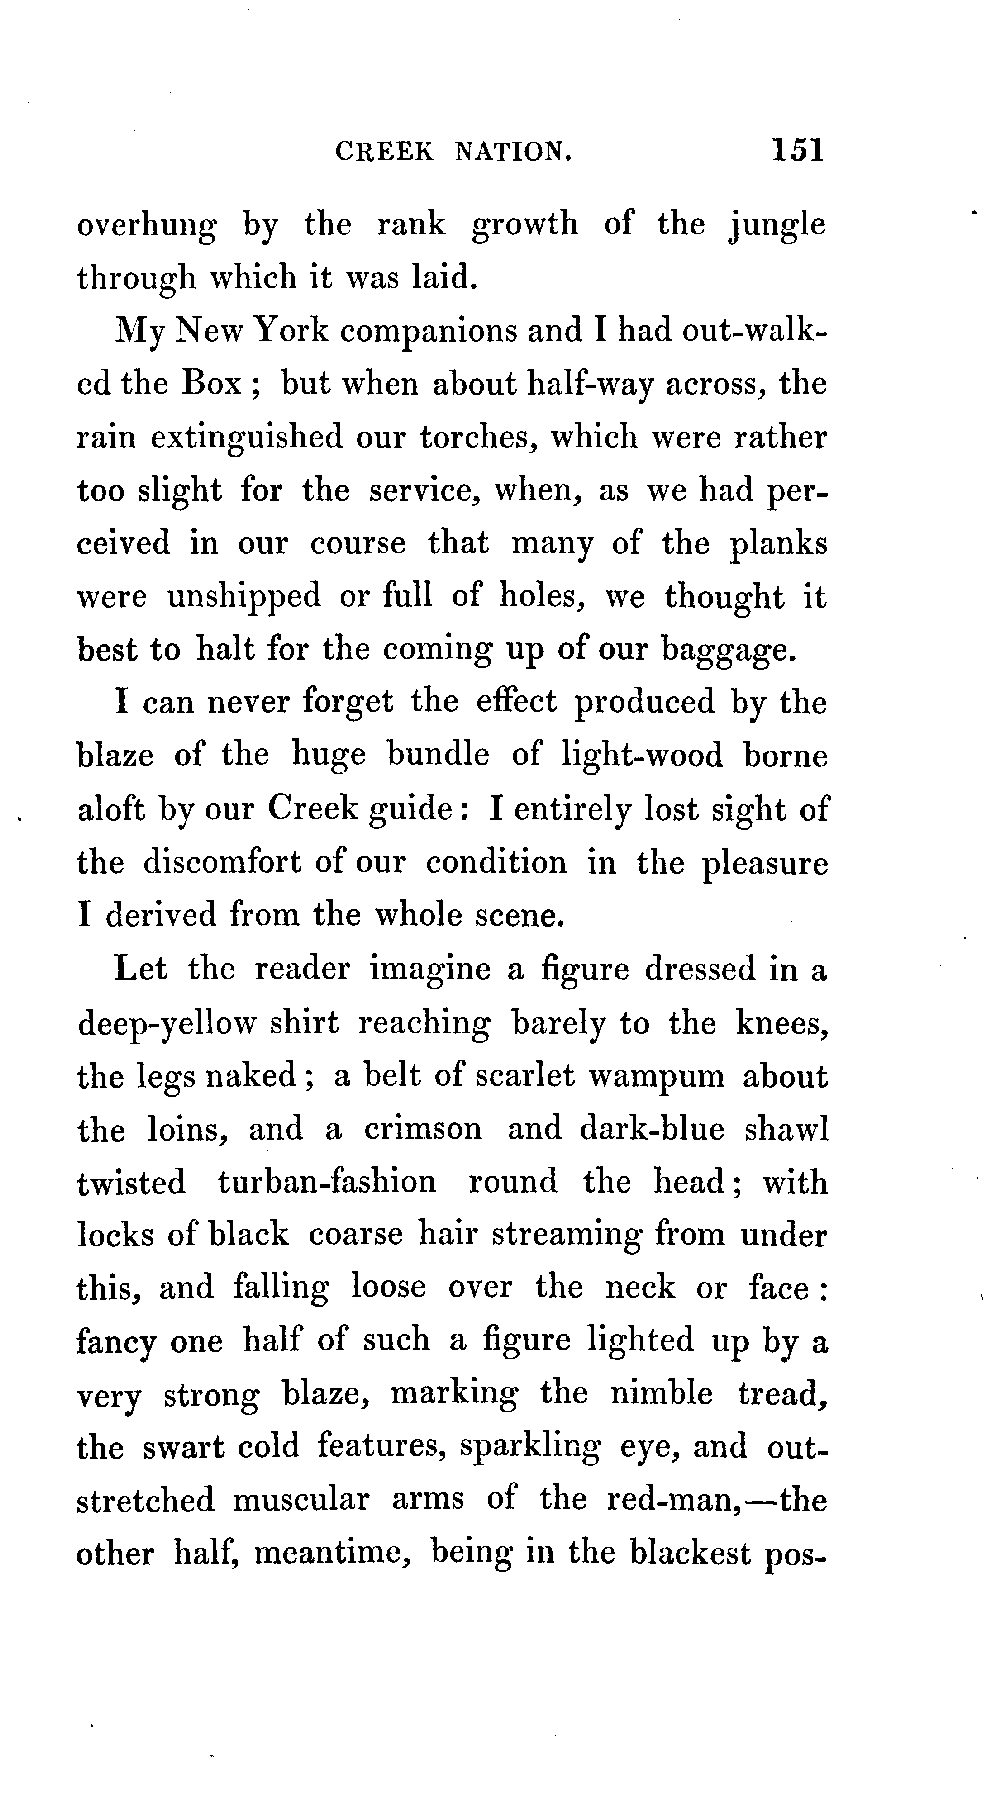 CREEK NATION. 151
overhung by the rank growth of the jungle
through which it was laid.
My New York companions and I had out-walk-
ed the Box ; but when about half-way across, the
rain extinguished our torches, which were rather
too slight for the service, when, as we had per-
ceived in our course that many of the planks
were unshipped or full of holes, we thought it
best to halt for the coming up of our baggage.
I can never forget the effect produced by the
blaze of the huge bundle of light-wood borne
aloft by our Creek guide : I entirely lost sight of
the discomfort of our condition in the pleasure
I derived from the whole scene.
Let the reader imagine a figure dressed in a
deep-yellow shirt reaching barely to the knees,
the legs naked ; a belt of scarlet wampum about
the loins, and a crimson and dark-blue shawl
twisted turban-fashion round the head ; with
locks of black coarse hair streaming from under
this, and falling loose over the neck or face :
fancy one half of such a figure lighted up by a
very strong blaze, marking the nimble tread,
the swart cold features, sparkling eye, and out-
stretched muscular arms of the red-man,—the
other half, meantime, being in the blackest pos-